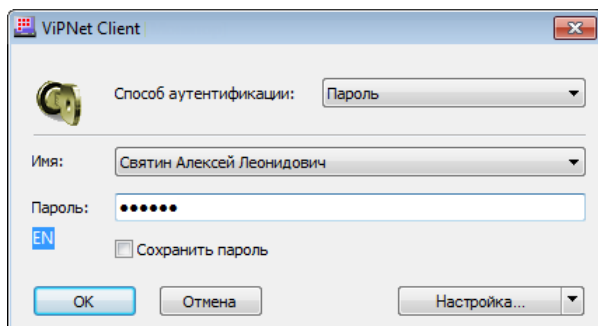 ViPNet Client
Способ аутентификации: Пароль
Имя: Святин Алексей Леонидович
Пароль: ●●●●●●
EN
Сохранить пароль
OK Отмена Настройка...